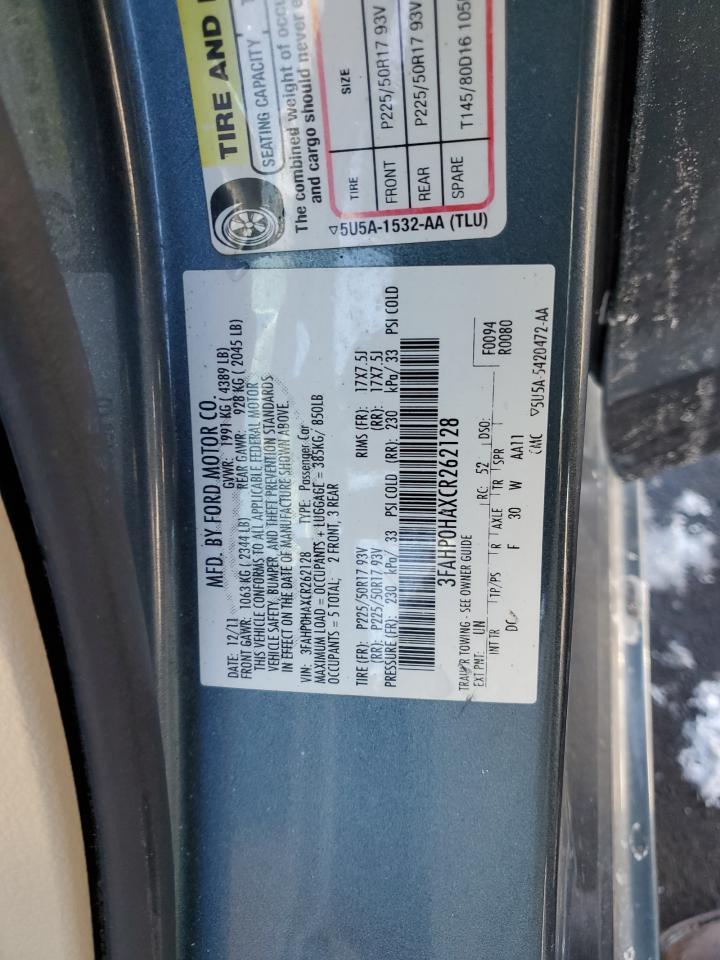 TIRE AND
SEATING CAPACITY
The combined weight of occu
and cargo should never e
TIRE SIZE
FRONT P225/50R17 93V
REAR P225/50R17 93V
SPARE T145/80D16 105
5U5A-1532-AA (TLU)
MFD. BY FORD MOTOR CO.
DATE: 12/11 GVWR: 1991 KG ( 4389 LB)
FRONT GAWR: 1063 KG ( 2344 LB) REAR GAWR: 928 KG ( 2045 LB)
THIS VEHICLE CONFORMS TO ALL APPLICABLE FEDERAL MOTOR
VEHICLE SAFETY, BUMPER, AND THEFT PREVENTION STANDARDS
IN EFFECT ON THE DATE OF MANUFACTURE SHOWN ABOVE.
VIN: 3FAHP0HAXCR262128 TYPE: Passenger Car
MAXIMUM LOAD = OCCUPANTS + LUGGAGE = 385KG/ 850LB
OCCUPANTS = 5 TOTAL; 2 FRONT, 3 REAR
TIRE (FR): P225/50R17 93V RIMS (FR): 17X7.5J
(RR): P225/50R17 93V (RR): 17X7.5J
PRESSURE (FR): 230 kPa/ 33 PSI COLD (RR): 230 kPa/ 33 PSI COLD
3FAHP0HAXCR262128
TRAILER TOWING - SEE OWNER GUIDE F0094
EXT PNT: UN RC: 52 DSO: R0080
INT TR TP/PS R AXLE TR SPR
DC F 30 W AA11
CMC 5U5A-5420472-AA